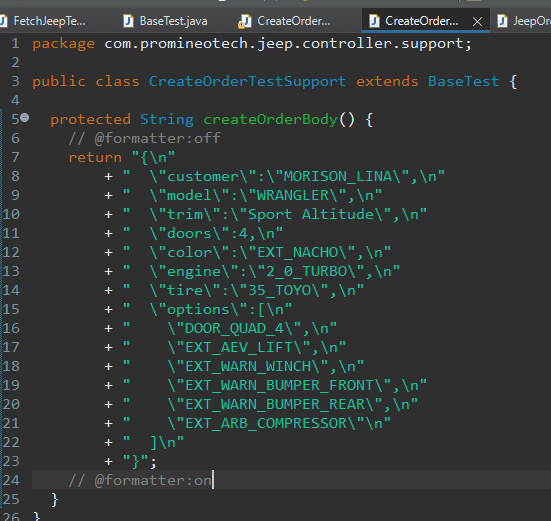 FetchJeepTe...
BaseTest.java
CreateOrder...
CreateOrder...
JeepOr
1 package com.promineotech.jeep.controller.support;
2
3 public class CreateOrderTestSupport extends BaseTest {
4
5 protected String createOrderBody() {
6 // @formatter:off
7 return "{\n"
8 + " \"customer\":\"MORISON_LINA\",\n"
9 + " \"model\":\"WRANGLER\",\n"
10 + " \"trim\":\"Sport Altitude\",\n"
11 + " \"doors\":4,\n"
12 + " \"color\":\"EXT_NACHO\",\n"
13 + " \"engine\":\"2_0_TURBO\",\n"
14 + " \"tire\":\"35_TOYO\",\n"
15 + " \"options\":[\n"
16 + " \"DOOR_QUAD_4\",\n"
17 + " \"EXT_AEV_LIFT\",\n"
18 + " \"EXT_WARN_WINCH\",\n"
19 + " \"EXT_WARN_BUMPER_FRONT\",\n"
20 + " \"EXT_WARN_BUMPER_REAR\",\n"
21 + " \"EXT_ARB_COMPRESSOR\"\n"
22 + " ]\n"
23 + "}";
24 // @formatter:on
25 }
26 }